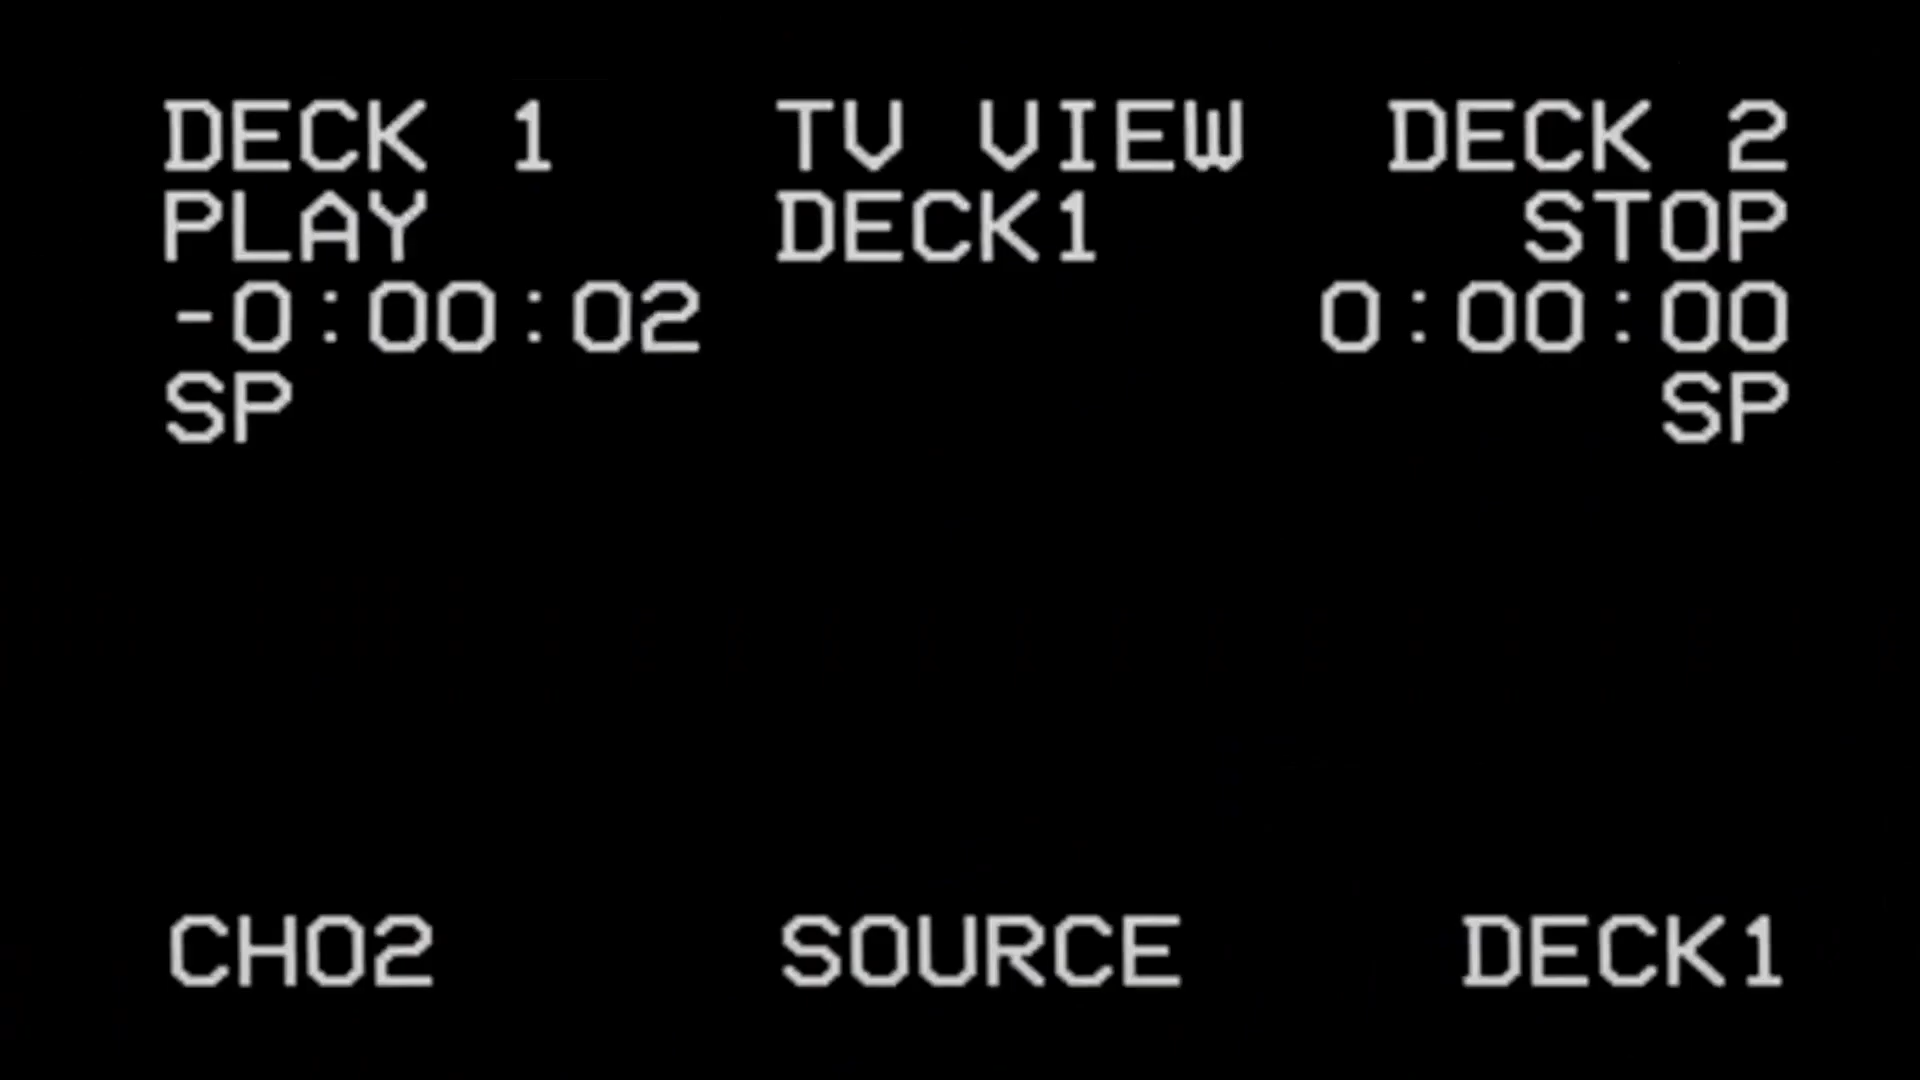 DECK 1 TV VIEW DECK 2
PLAY DECK1 STOP
-0:00:02 0:00:00
SP SP
CH02 SOURCE DECK1